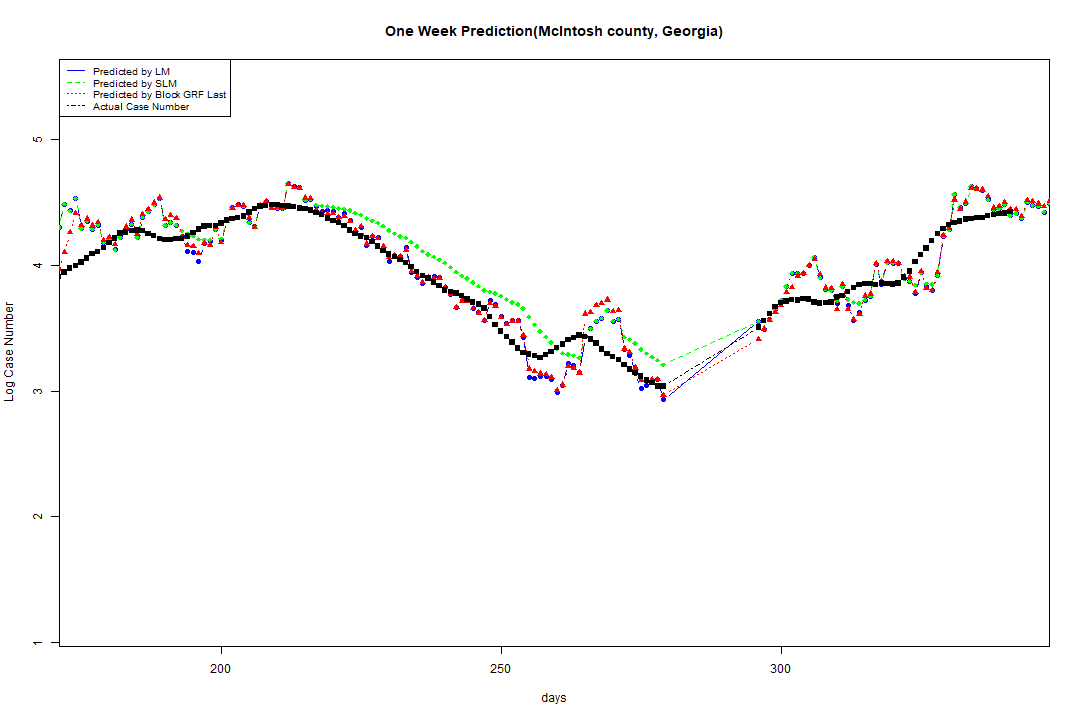 One Week Prediction(McIntosh county, Georgia)
Predicted by LM
Predicted by SLM
Predicted by Block GRF Last
Actual Case Number
5
4
3
2
1
Log Case Number
200 250 300
days